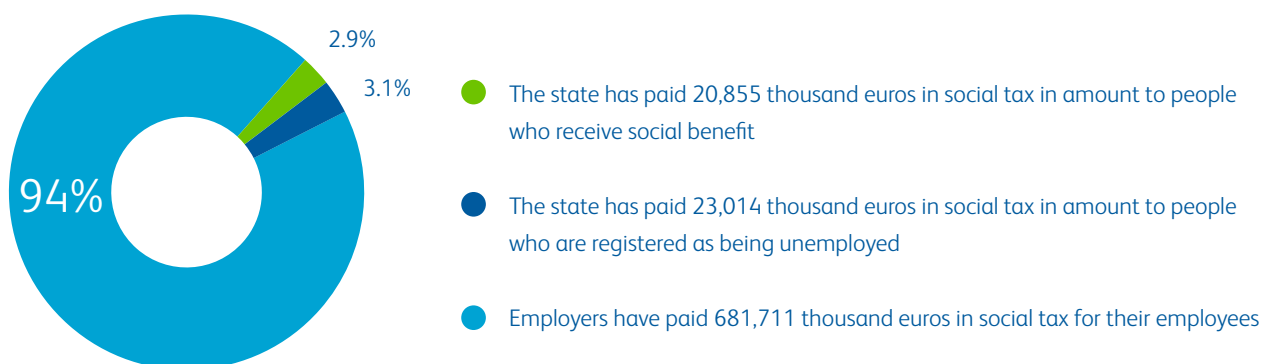 2.9%
3.1%
94%
The state has paid 20,855 thousand euros in social tax in amount to people
who receive social benefit
The state has paid 23,014 thousand euros in social tax in amount to people
who are registered as being unemployed
Employers have paid 681,711 thousand euros in social tax for their employees